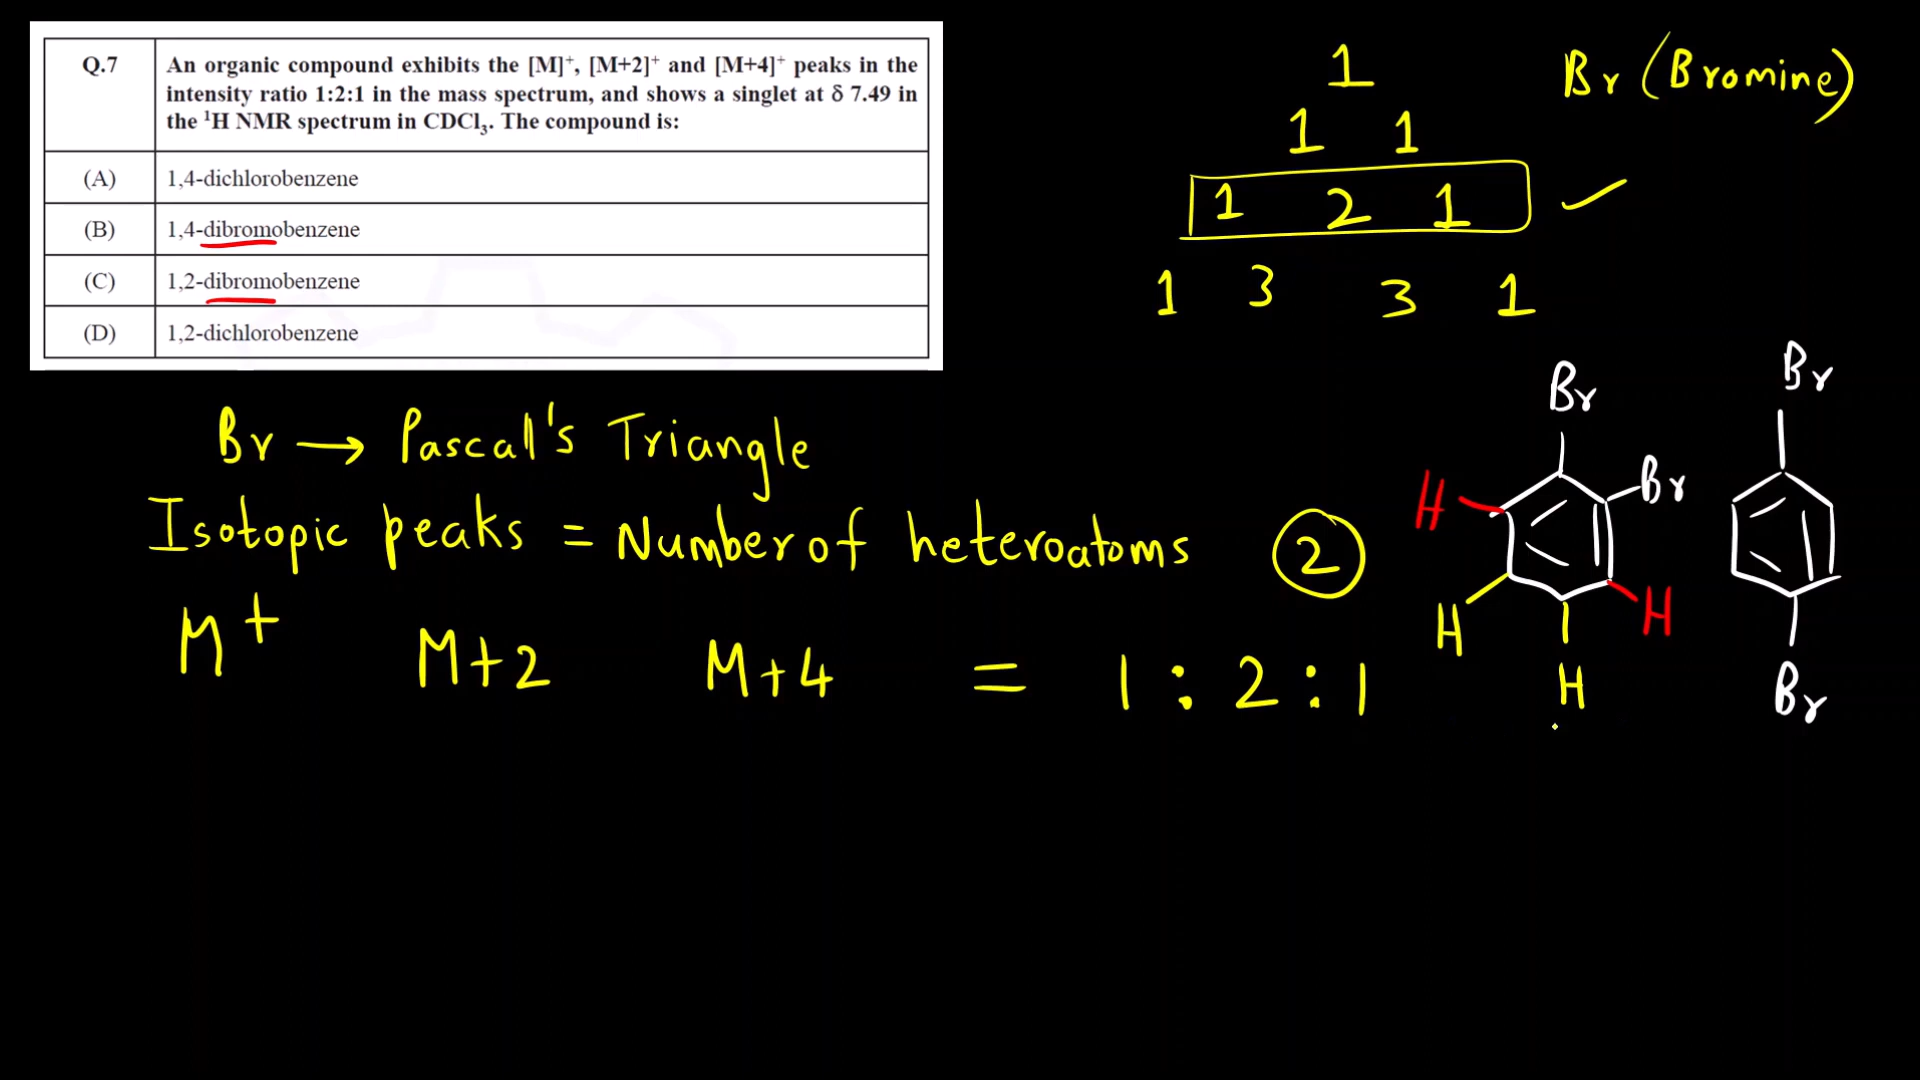 Q.7 An organic compound exhibits the [M]⁺, [M+2]⁺ and [M+4]⁺ peaks in the
intensity ratio 1:2:1 in the mass spectrum, and shows a singlet at δ 7.49 in
the ¹H NMR spectrum in CDCl₃. The compound is:
(A) 1,4-dichlorobenzene
(B) 1,4-dibromobenzene
(C) 1,2-dibromobenzene
(D) 1,2-dichlorobenzene
1
1 1
1 2 1
1 3 3 1
Br (Bromine)
Br → Pascal's Triangle
Isotopic peaks = Number of heteroatoms 2
M+ M+2 M+4 = 1 : 2 : 1
Br
Br
H
H
H
H
Br
Br